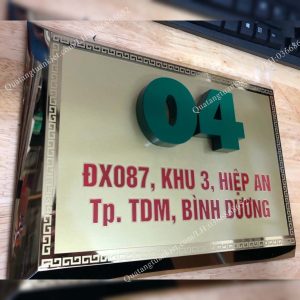 04
ĐX087, KHU 3, HIỆP AN
Tp. TDM, BÌNH DƯƠNG